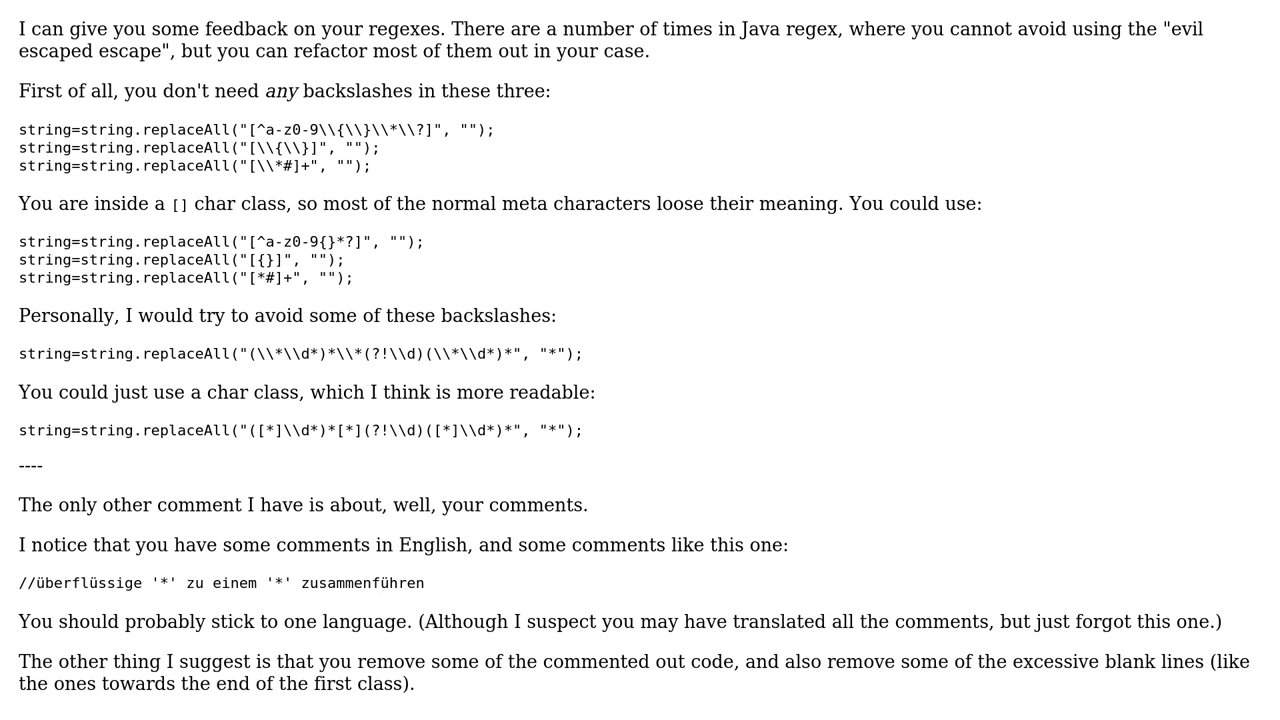 I can give you some feedback on your regexes. There are a number of times in Java regex, where you cannot avoid using the "evil
escaped escape", but you can refactor most of them out in your case.
First of all, you don't need any backslashes in these three:
string=string.replaceAll("[^a-z0-9\\{\\}\\*\\?]", "");
string=string.replaceAll("[\\{\\}]", "");
string=string.replaceAll("[\\*#]+", "");
You are inside a [] char class, so most of the normal meta characters loose their meaning. You could use:
string=string.replaceAll("[^a-z0-9{}*?]", "");
string=string.replaceAll("[{}]", "");
string=string.replaceAll("[*#]+", "");
Personally, I would try to avoid some of these backslashes:
string=string.replaceAll("(\\*\\d*)*\\*(?!\\d)(\\*\\d*)*", "*");
You could just use a char class, which I think is more readable:
string=string.replaceAll("([*]\\d*)*[*](?!\\d)([*]\\d*)*", "*");
----
The only other comment I have is about, well, your comments.
I notice that you have some comments in English, and some comments like this one:
//überflüssige '*' zu einem '*' zusammenführen
You should probably stick to one language. (Although I suspect you may have translated all the comments, but just forgot this one.)
The other thing I suggest is that you remove some of the commented out code, and also remove some of the excessive blank lines (like
the ones towards the end of the first class).